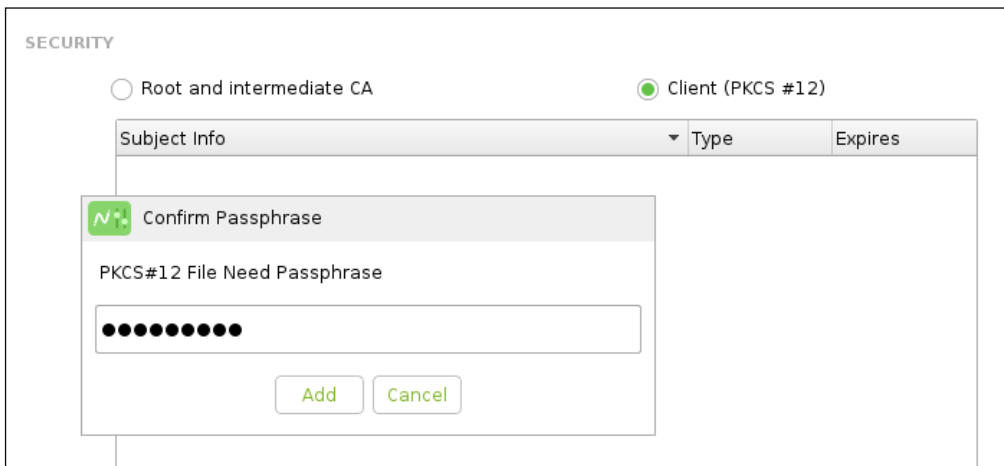 SECURITY
Root and intermediate CA Client (PKCS #12)
Subject Info Type Expires
Confirm Passphrase
PKCS#12 File Need Passphrase
●●●●●●●●●
Add Cancel